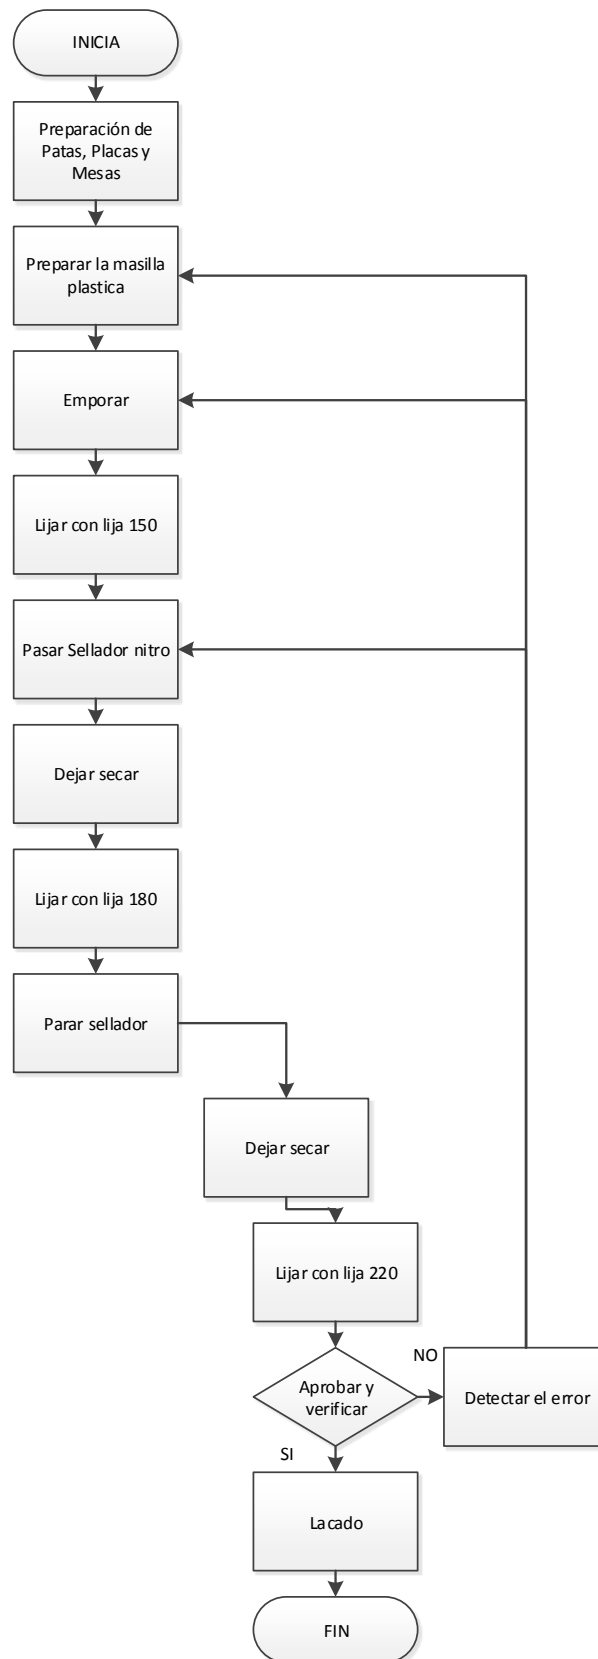 INICIA
Preparación de
Patas, Placas y
Mesas
Preparar la masilla
plastica
Emporar
Lijar con lija 150
Pasar Sellador nitro
Dejar secar
Lijar con lija 180
Parar sellador
Dejar secar
Lijar con lija 220
Aprobar y
verificar
NO
Detectar el error
SI
Lacado
FIN